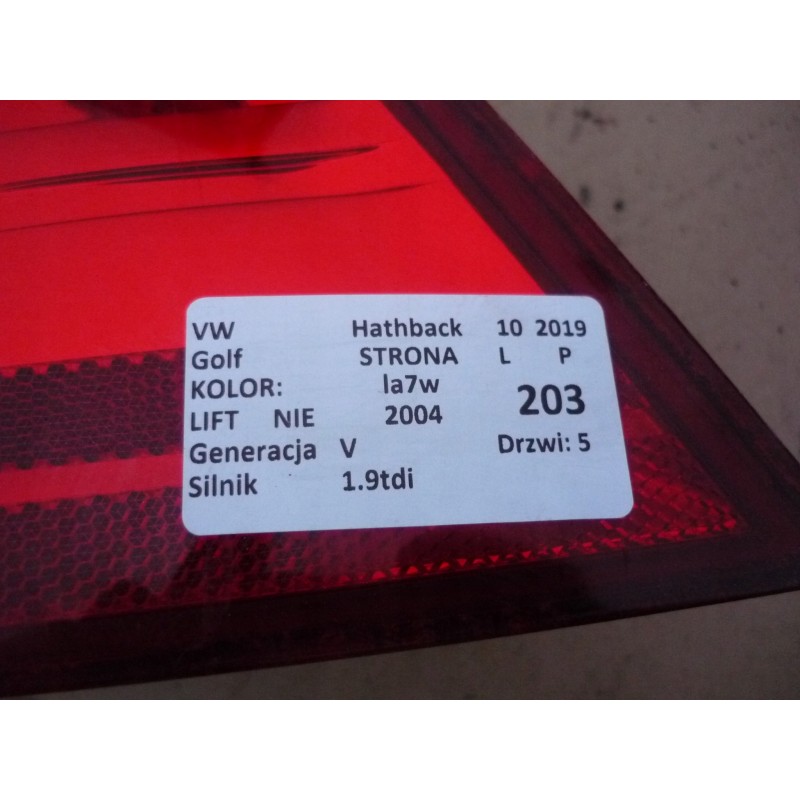 VW Hathback 10 2019
Golf STRONA L P
KOLOR: la7w 203
LIFT NIE 2004
Generacja V Drzwi: 5
Silnik 1.9tdi